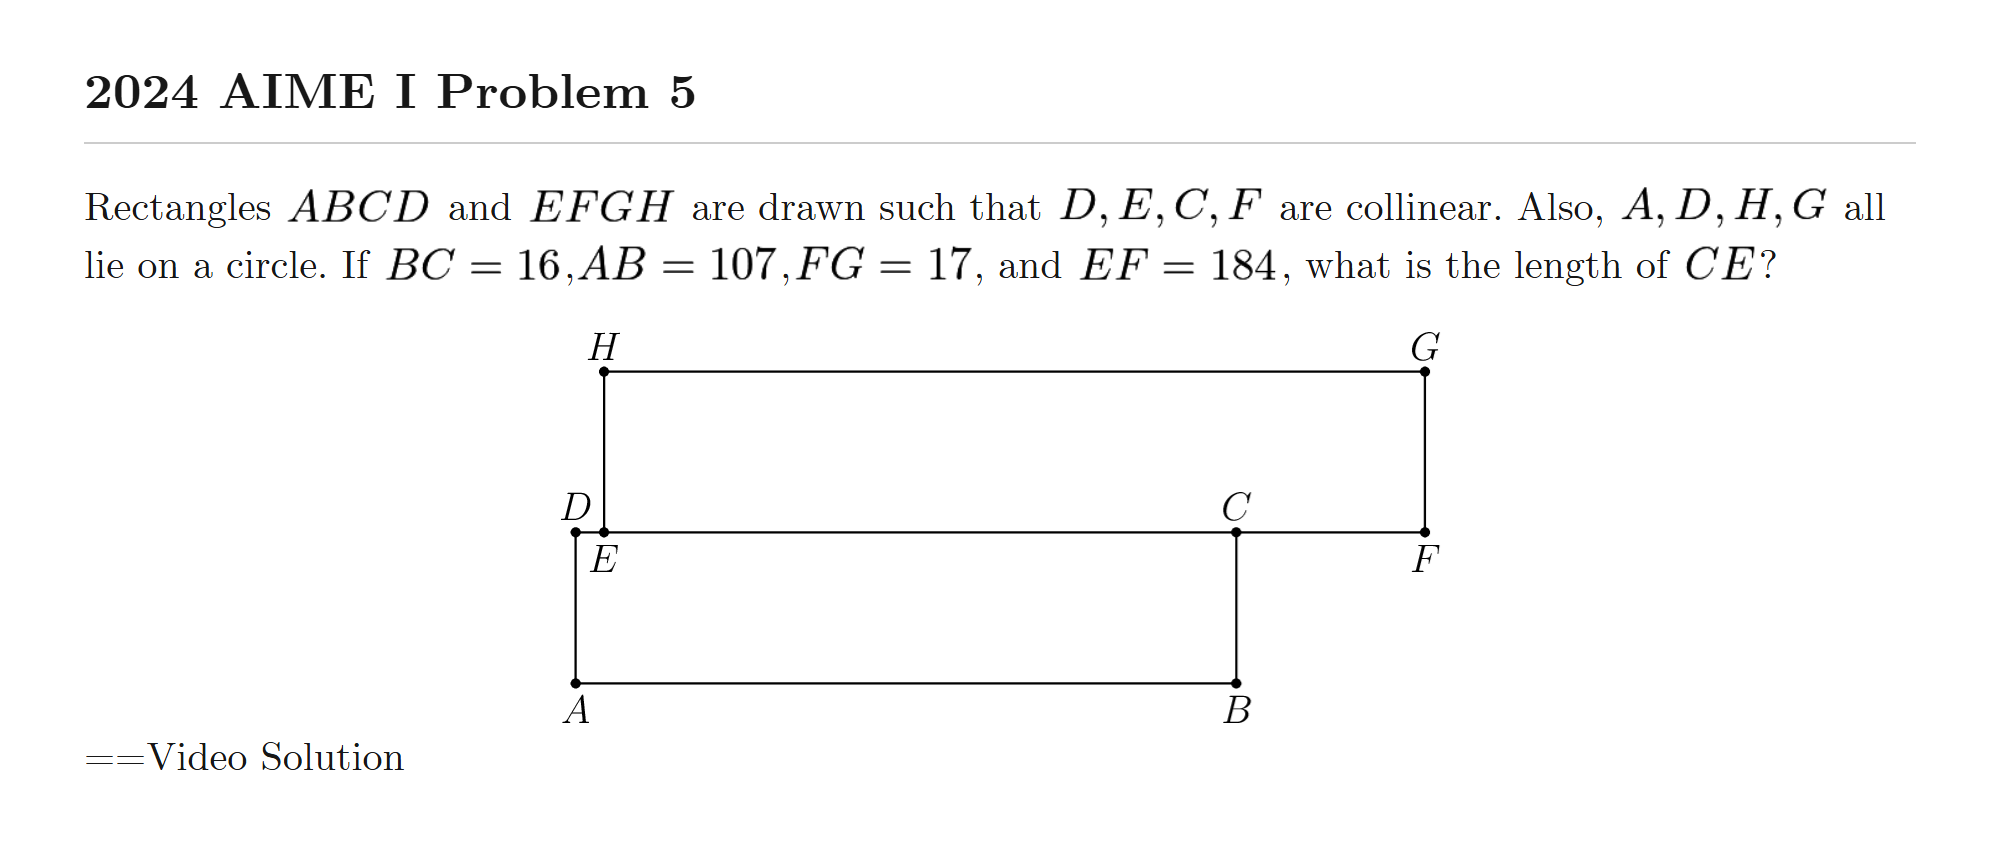 2024 AIME I Problem 5
Rectangles ABCD and EFGH are drawn such that D, E, C, F are collinear. Also, A, D, H, G all
lie on a circle. If BC = 16,AB = 107,FG = 17, and EF = 184, what is the length of CE?
H G
D C
E F
A B
==Video Solution